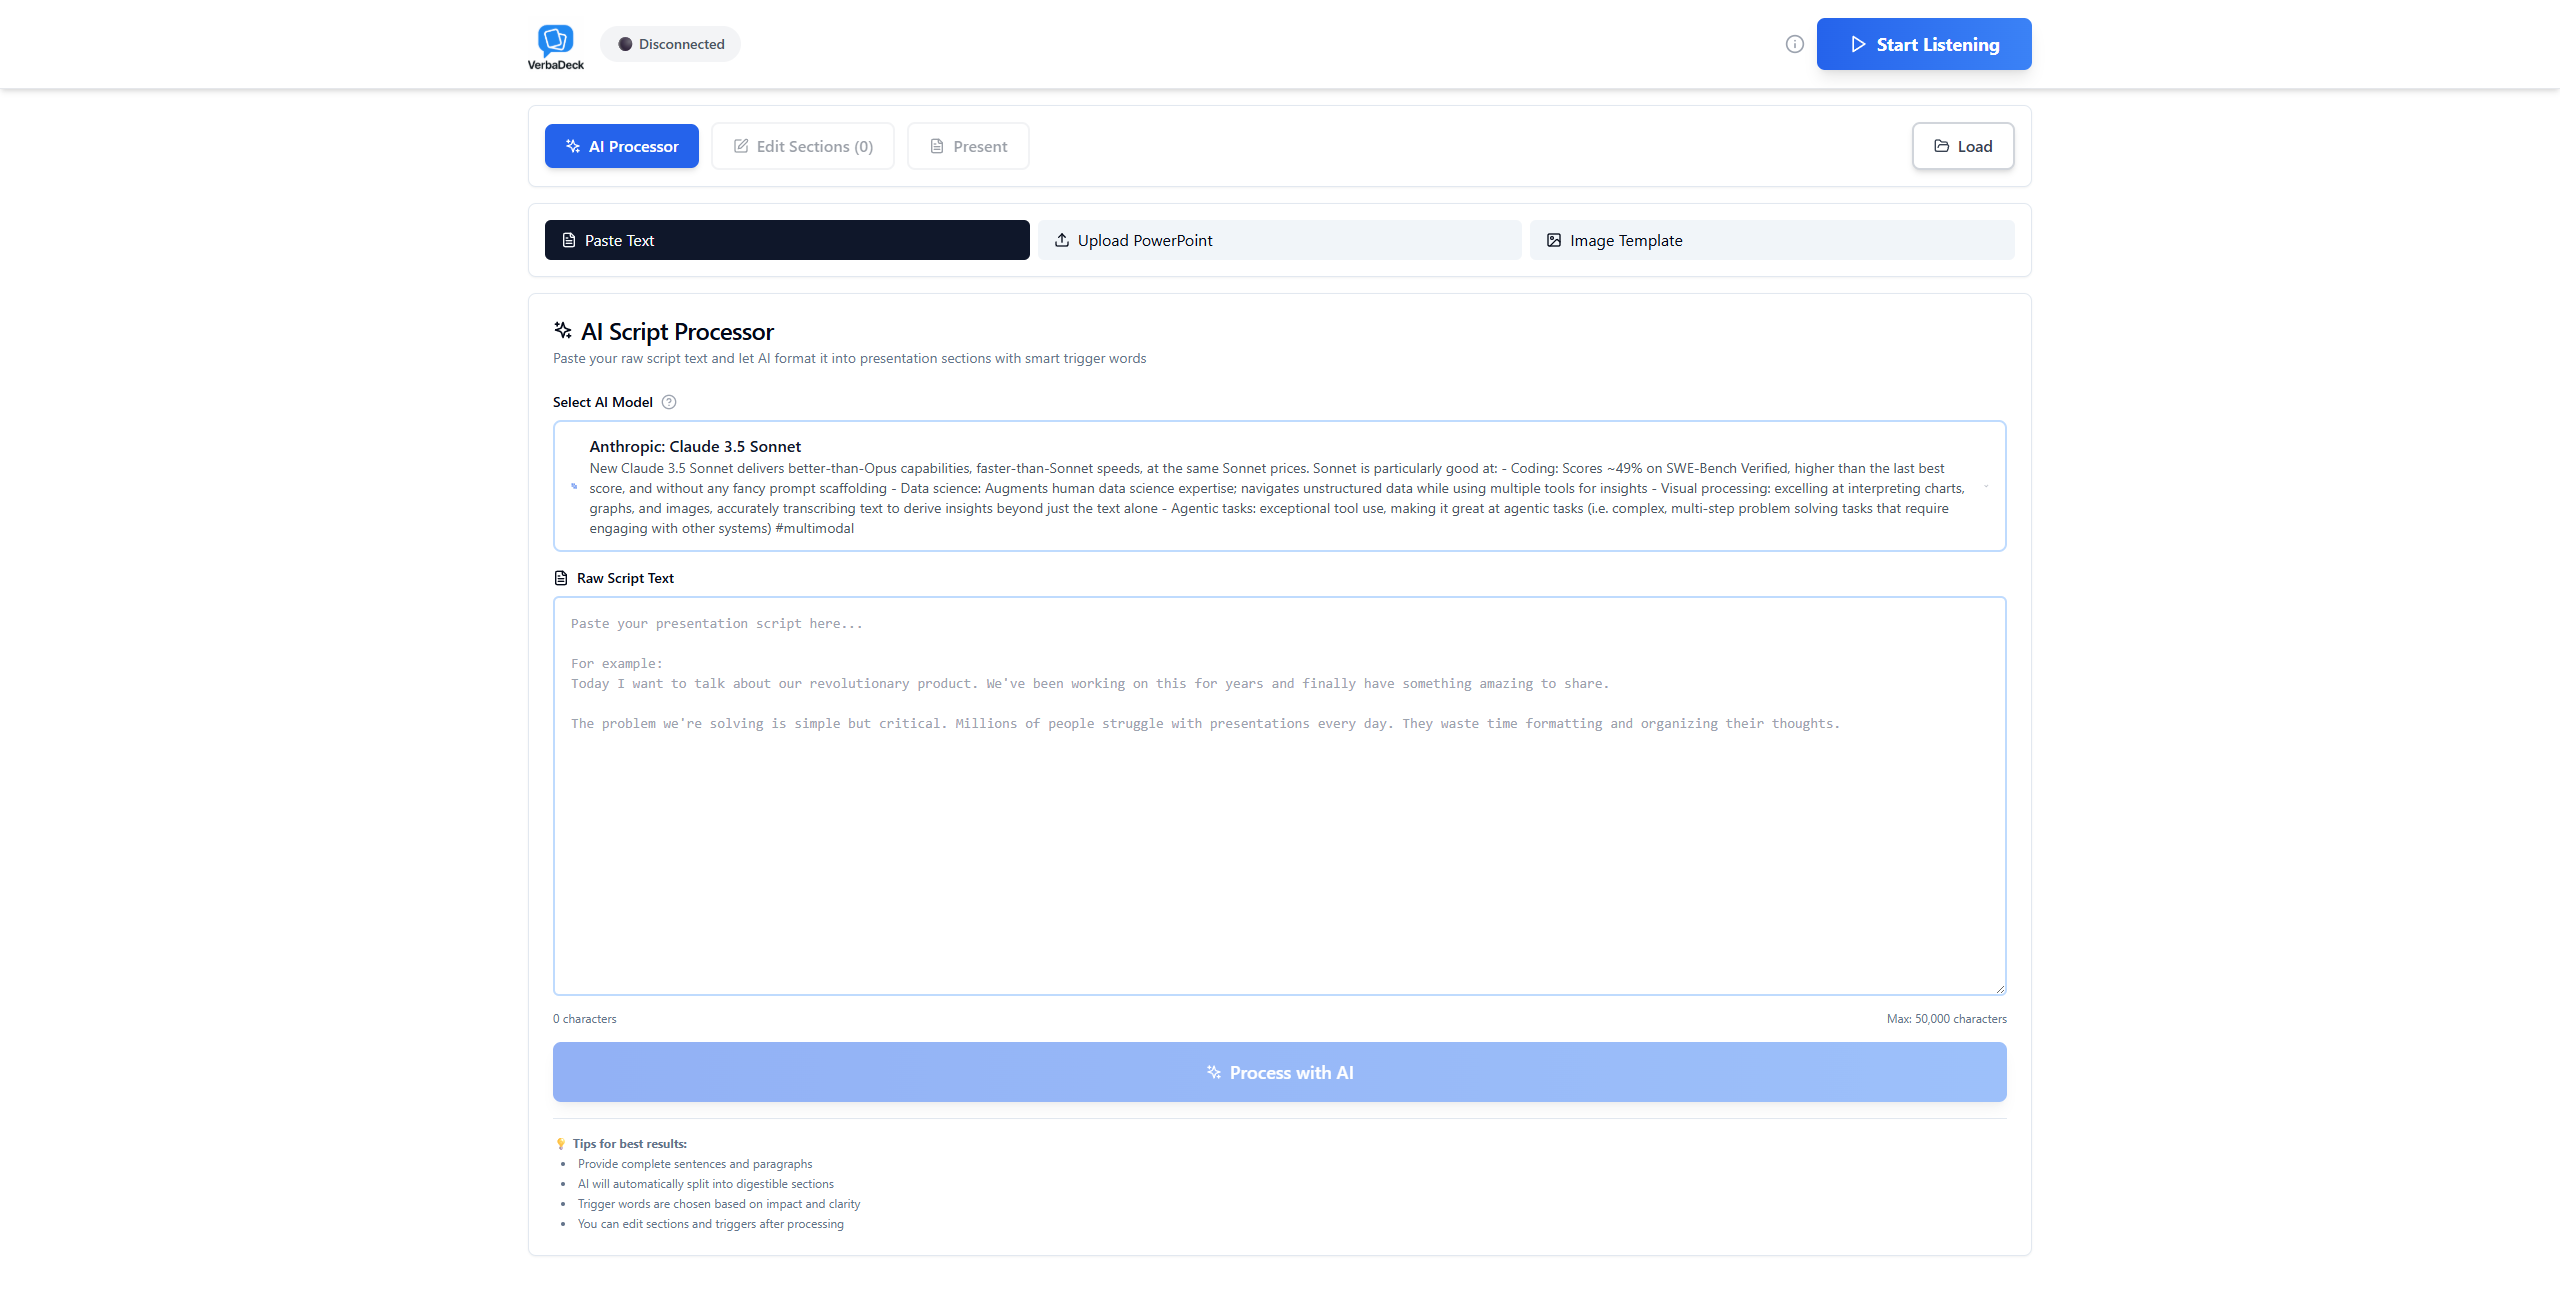 VerbaDeck
Disconnected
Start Listening
AI Processor
Edit Sections (0)
Present
Load
Paste Text
Upload PowerPoint
Image Template
AI Script Processor
Paste your raw script text and let AI format it into presentation sections with smart trigger words
Select AI Model
Anthropic: Claude 3.5 Sonnet
New Claude 3.5 Sonnet delivers better-than-Opus capabilities, faster-than-Sonnet speeds, at the same Sonnet prices. Sonnet is particularly good at: - Coding: Scores ~49% on SWE-Bench Verified, higher than the last best
score, and without any fancy prompt scaffolding - Data science: Augments human data science expertise; navigates unstructured data while using multiple tools for insights - Visual processing: excelling at interpreting charts,
graphs, and images, accurately transcribing text to derive insights beyond just the text alone - Agentic tasks: exceptional tool use, making it great at agentic tasks (i.e. complex, multi-step problem solving tasks that require
engaging with other systems) #multimodal
Raw Script Text
Paste your presentation script here...
For example:
Today I want to talk about our revolutionary product. We've been working on this for years and finally have something amazing to share.
The problem we're solving is simple but critical. Millions of people struggle with presentations every day. They waste time formatting and organizing their thoughts.
0 characters
Max: 50,000 characters
Process with AI
Tips for best results:
• Provide complete sentences and paragraphs
• AI will automatically split into digestible sections
• Trigger words are chosen based on impact and clarity
• You can edit sections and triggers after processing